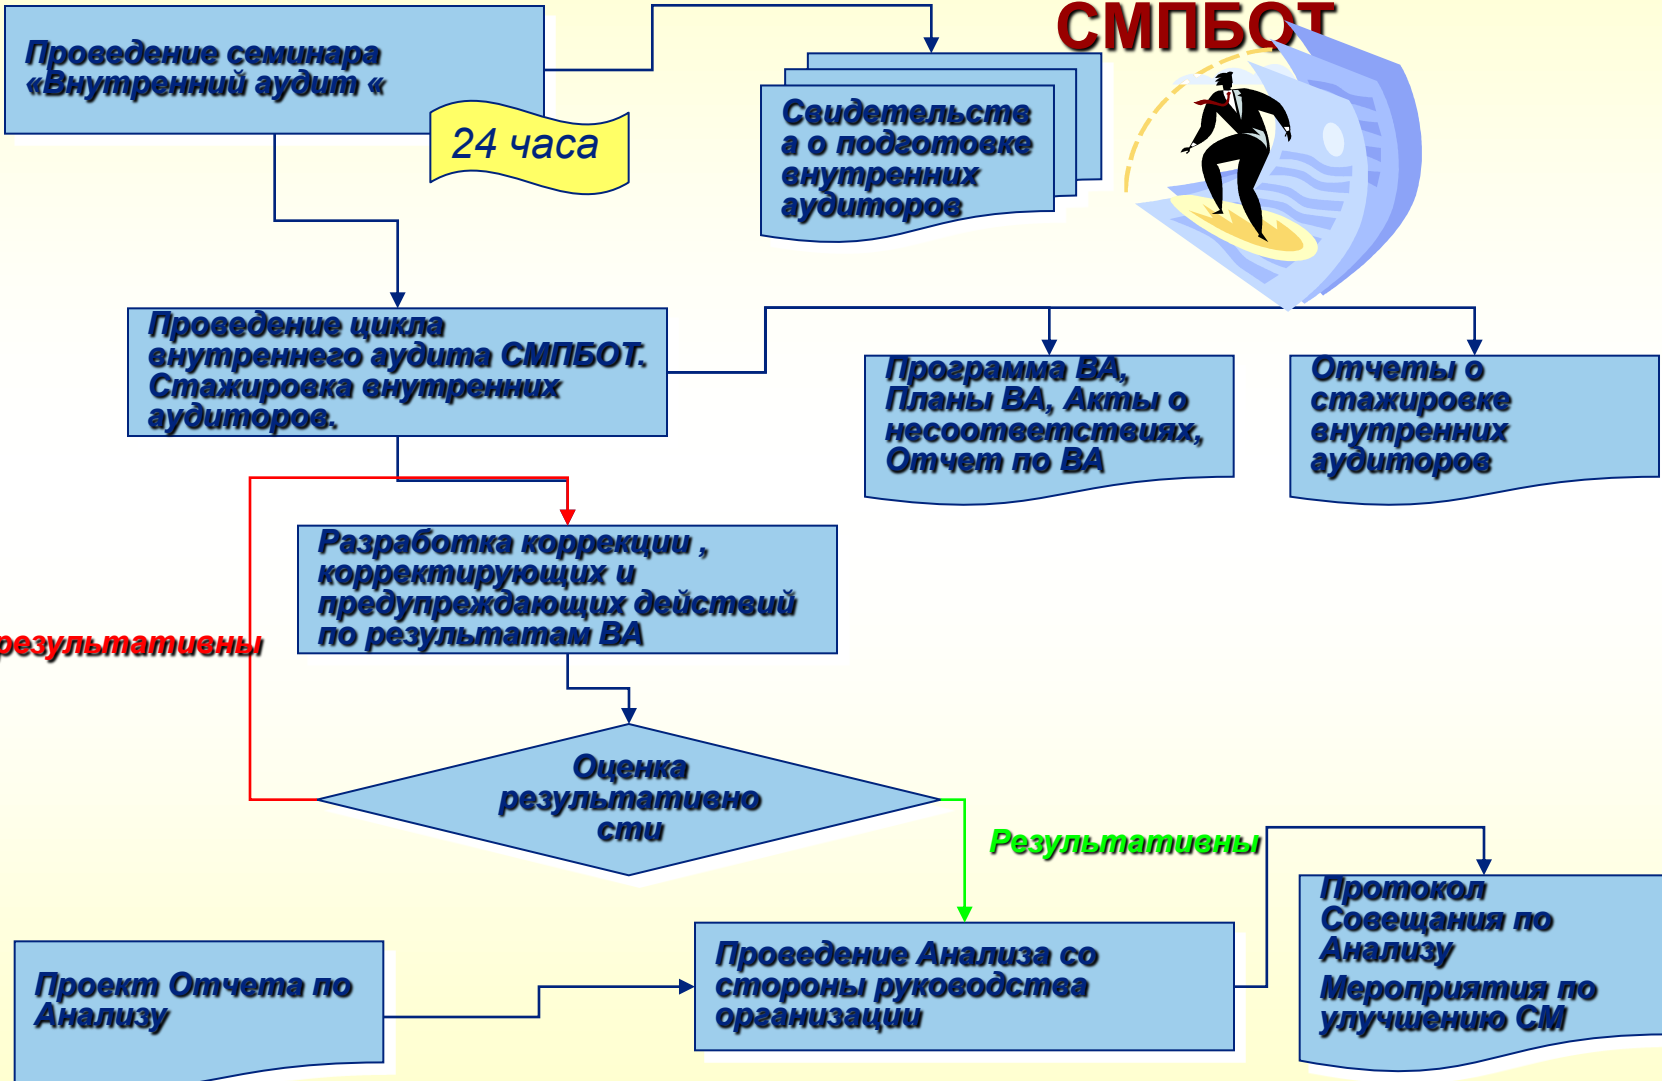 СМПБОТ
Проведение семинара
«Внутренний аудит «
24 часа
Свидетельств
а о подготовке
внутренних
аудиторов
Проведение цикла
внутреннего аудита СМПБОТ.
Стажировка внутренних
аудиторов.
Программа ВА,
Планы ВА, Акты о
несоответствиях,
Отчет по ВА
Отчеты о
стажировке
внутренних
аудиторов
Разработка коррекции ,
корректирующих и
предупреждающих действий
по результатам ВА
результативны
Оценка
результативно
сти
Результативны
Проект Отчета по
Анализу
Проведение Анализа со
стороны руководства
организации
Протокол
Совещания по
Анализу
Мероприятия по
улучшению СМ